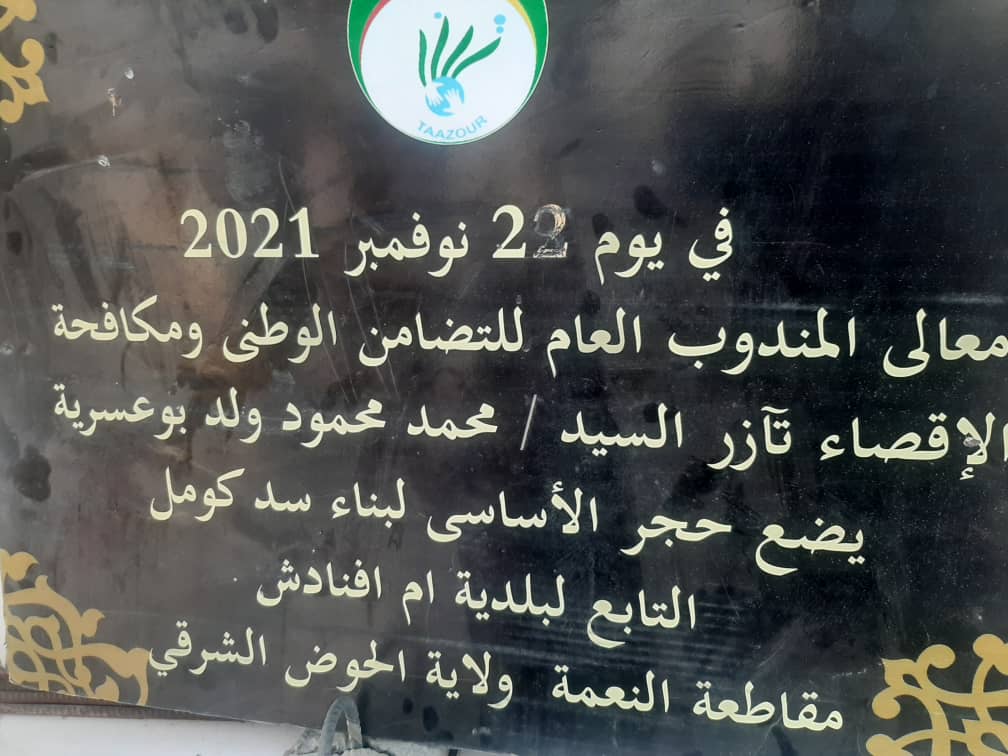 تآزر
TAAZOUR
في يوم 22 نوفمبر 2021
معالى المندوب العام للتضامن الوطنى ومكافحة
الإقصاء تآزر السيد / محمد محمود ولد بوعسرية
يضع حجر الأساسى لبناء سد كومل
التابع لبلدية ام افنادش
مقاطعة النعمة ولاية الحوض الشرقي